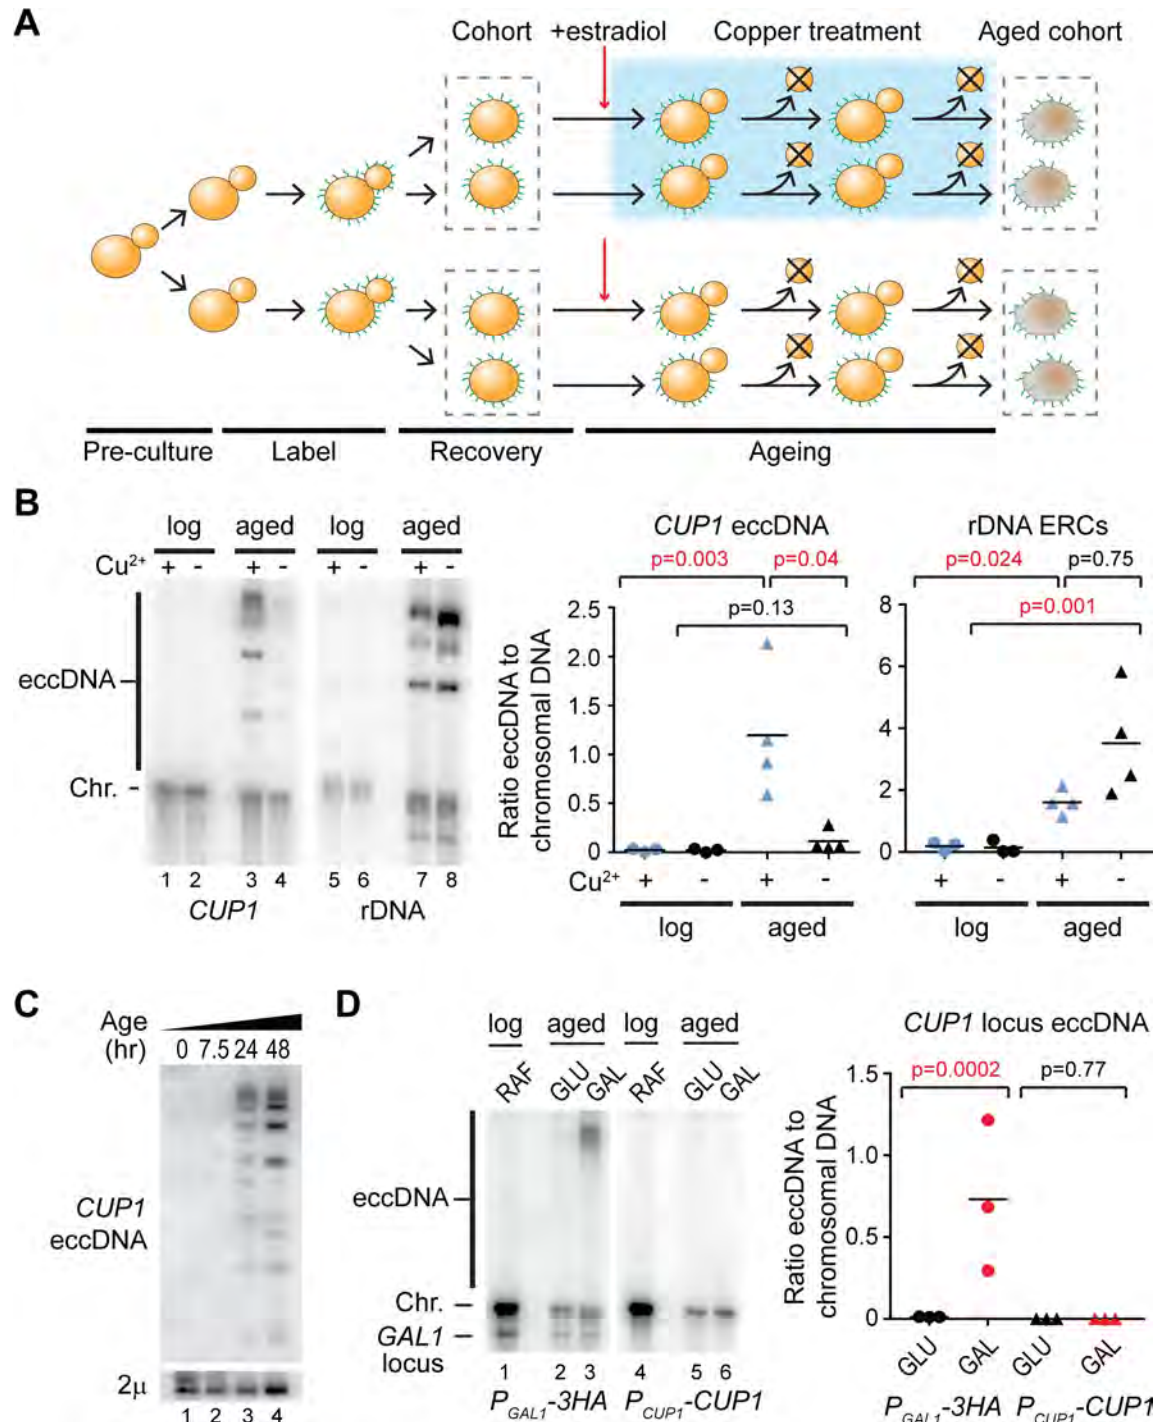 A
Cohort +estradiol Copper treatment Aged cohort
Pre-culture Label Recovery Ageing
B
log aged log aged
Cu2+ + - + - + - + -
eccDNA
Chr.
1 2 3 4 5 6 7 8
CUP1 rDNA
CUP1 eccDNA
p=0.003 p=0.04
p=0.13
Ratio eccDNA to
chromosomal DNA
2.5
2.0
1.5
1.0
0.5
0
Cu2+ + - + -
log aged
rDNA ERCs
p=0.024 p=0.75
p=0.001
8
6
4
2
0
+ - + -
log aged
C
Age
(hr) 0 7.5 24 48
CUP1
eccDNA
2μ
1 2 3 4
D
log aged log aged
RAF GLU GAL RAF GLU GAL
eccDNA
Chr.
GAL1
locus
1 2 3 4 5 6
PGAL1-3HA PCUP1-CUP1
CUP1 locus eccDNA
p=0.0002 p=0.77
Ratio eccDNA to
chromosomal DNA
1.5
1.0
0.5
0
GLU GAL GLU GAL
PGAL1-3HA PCUP1-CUP1